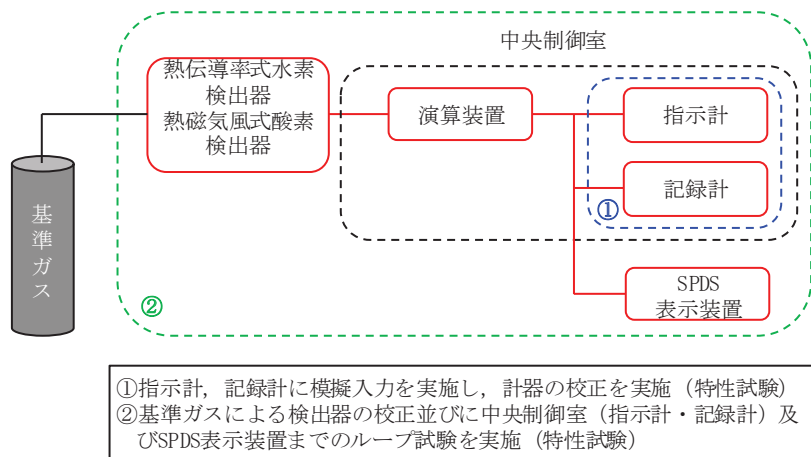 中央制御室
熱伝導率式水素
検出器
熱磁気風式酸素
検出器
演算装置
指示計
記録計
①
基準ガス
SPDS
表示装置
②
①指示計，記録計に模擬入力を実施し，計器の校正を実施（特性試験）
②基準ガスによる検出器の校正並びに中央制御室（指示計・記録計）及
びSPDS表示装置までのループ試験を実施（特性試験）